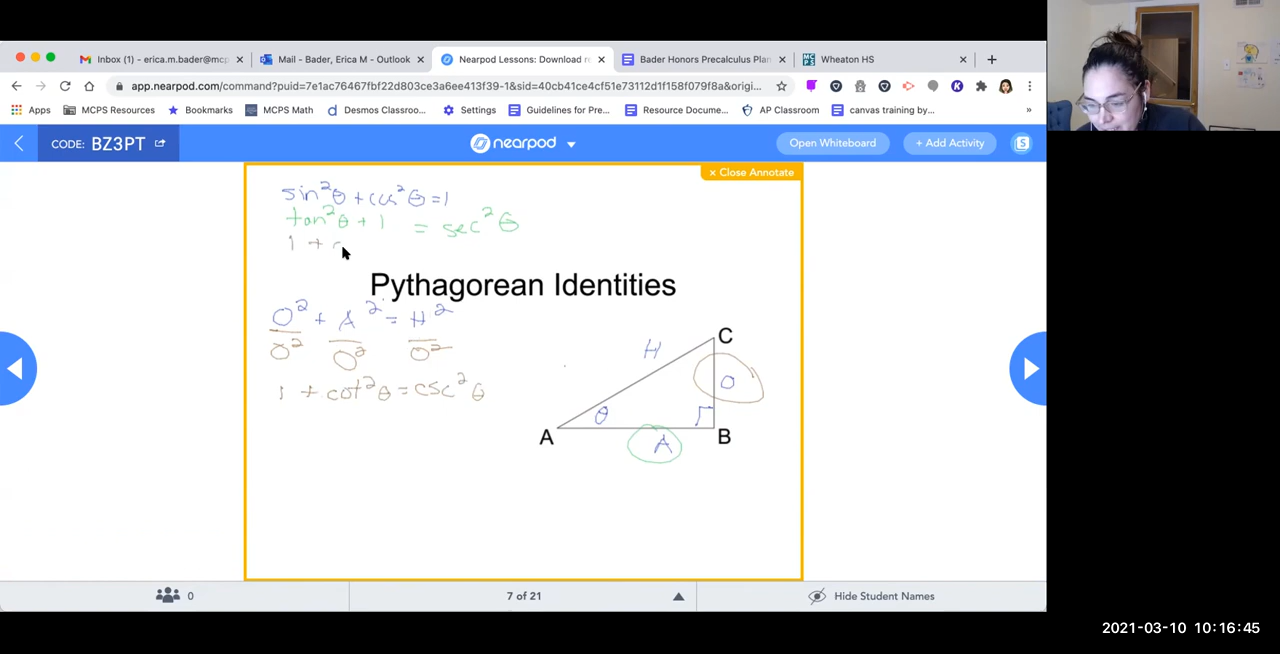 Inbox (1) - erica.m.bader@mcp
Mail - Bader, Erica M - Outlook
Nearpod Lessons: Download r
Bader Honors Precalculus Plan
Wheaton HS
app.nearpod.com/command?puid=7e1ac76467fbf22d803ce3a6ee413f39-1&sid=40cb41ce4cf51e73112d1f158f079f8a&origi...
Apps
MCPS Resources
Bookmarks
MCPS Math
Desmos Classroo...
Settings
Guidelines for Pre...
Resource Docume...
AP Classroom
canvas training by...
»
CODE: BZ3PT
nearpod
Open Whiteboard
+ Add Activity
S
× Close Annotate
sin²θ + cos²θ = 1
tan²θ + 1 = sec²θ
1 + c
Pythagorean Identities
O² + A² = H²
O² O² O²
1 + cot²θ = csc²θ
C
H
O
θ
A
B
A
0
7 of 21
Hide Student Names
2021-03-10 10:16:45